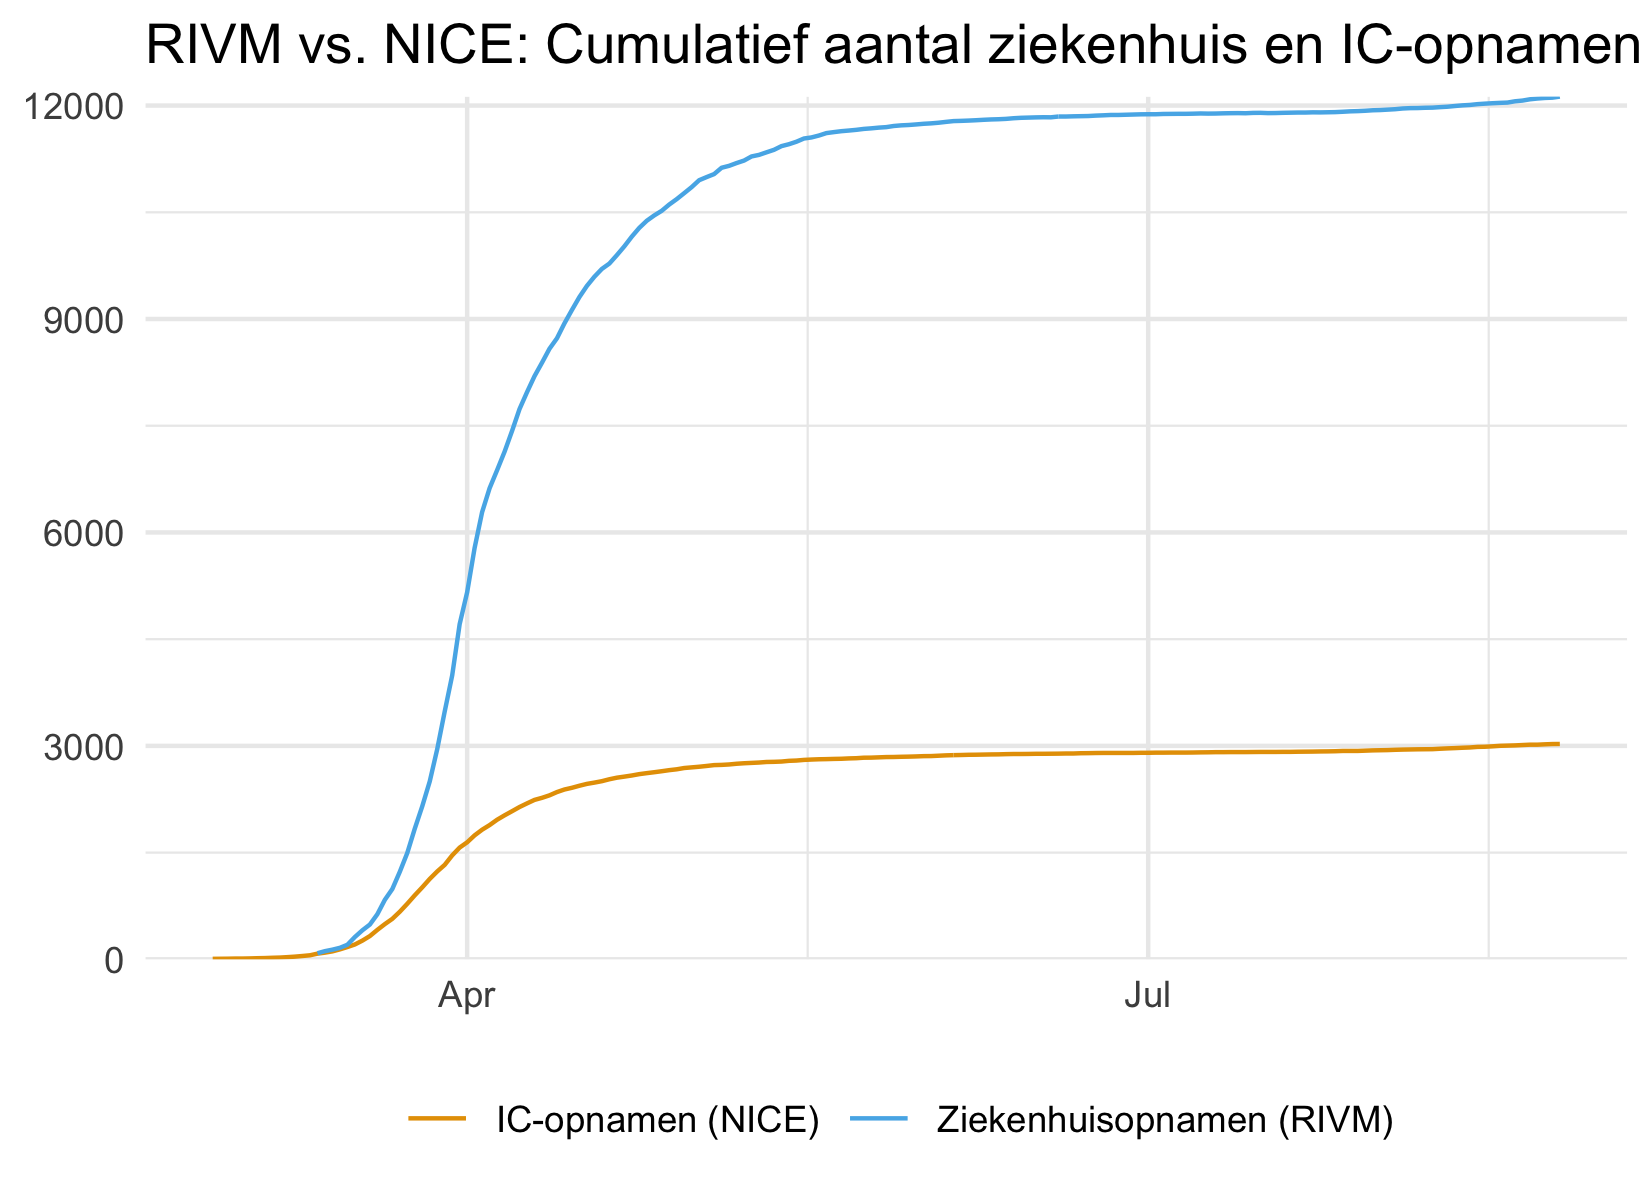 RIVM vs. NICE: Cumulatief aantal ziekenhuis en IC-opnamen
12000
9000
6000
3000
0
Apr Jul
IC-opnamen (NICE) Ziekenhuisopnamen (RIVM)